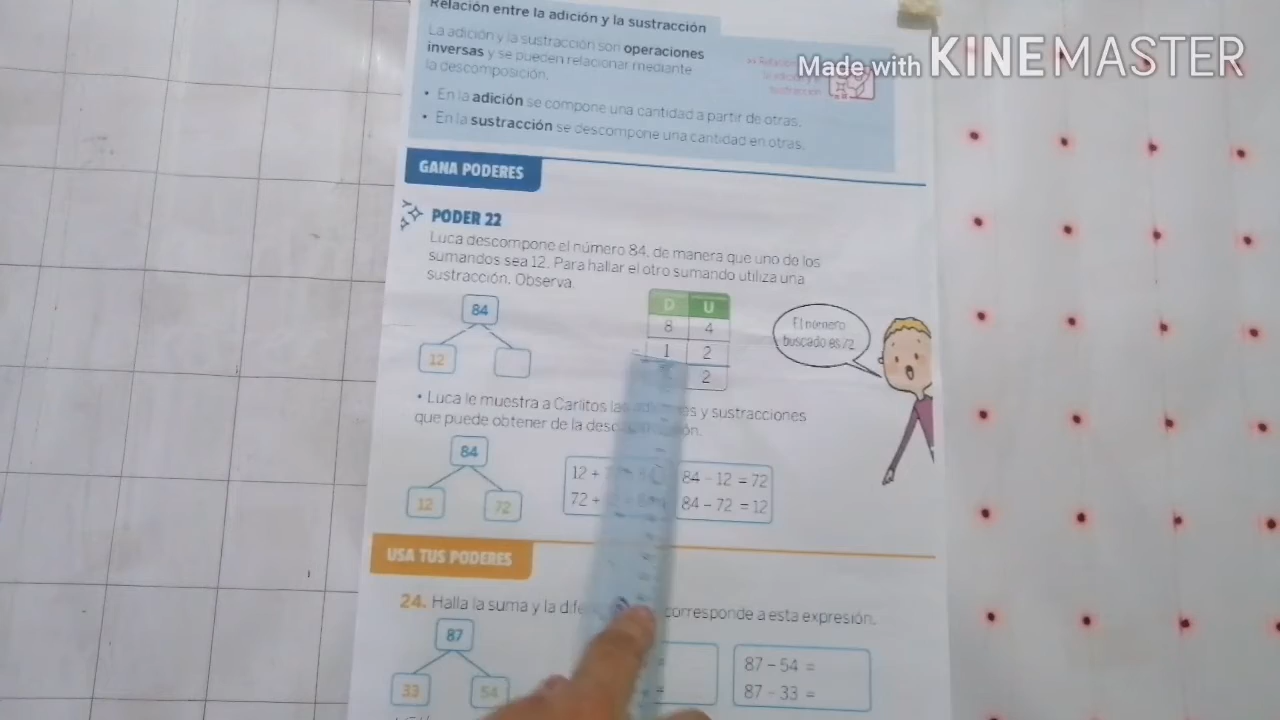 Relación entre la adición y la sustracción
La adición y la sustracción son operaciones
inversas y se pueden relacionar mediante
la descomposición.
• En la adición se compone una cantidad a partir de otras.
• En la sustracción se descompone una cantidad en otras.
Made with KINEMASTER
GANA PODERES
PODER 22
Luca descompone el número 84, de manera que uno de los
sumandos sea 12. Para hallar el otro sumando utiliza una
sustracción. Observa.
84
12
D U
8 4
1 2
2
El número
buscado es 72
• Luca le muestra a Carlitos las y sustracciones
que puede obtener de la
84
12 72
12 +
72 +
84 - 12 = 72
84 - 72 = 12
USA TUS PODERES
24. Halla la suma y la corresponde a esta expresión.
87
33 54
87 - 54 =
87 - 33 =